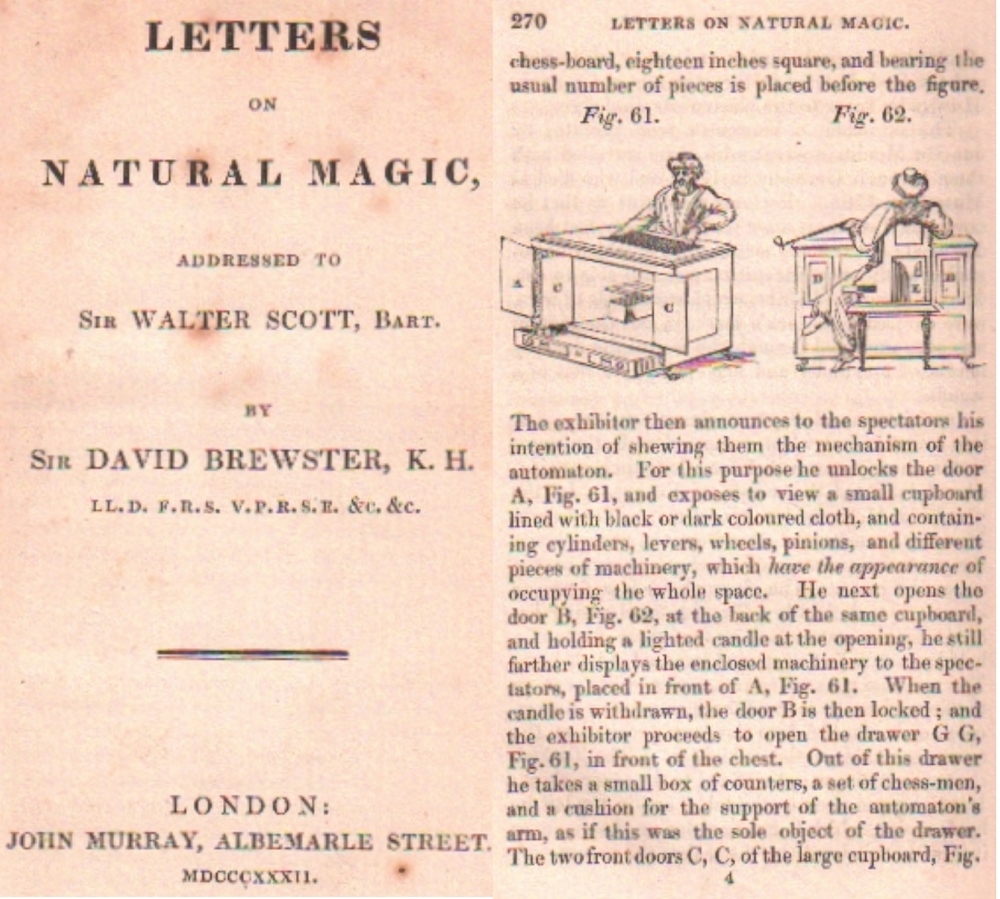 LETTERS
ON
NATURAL MAGIC,
ADDRESSED TO
SIR WALTER SCOTT, BART.
BY
SIR DAVID BREWSTER, K. H.
LL.D. F.R.S. V.P.R.S.E. &C. &C.
LONDON:
JOHN MURRAY, ALBEMARLE STREET.
MDCCCXXXII.
270 LETTERS ON NATURAL MAGIC.
chess-board, eighteen inches square, and bearing the
usual number of pieces is placed before the figure.
Fig. 61. Fig. 62.
A C C D E B
The exhibitor then announces to the spectators his
intention of shewing them the mechanism of the
automaton. For this purpose he unlocks the door
A, Fig. 61, and exposes to view a small cupboard
lined with black or dark coloured cloth, and contain-
ing cylinders, levers, wheels, pinions, and different
pieces of machinery, which have the appearance of
occupying the whole space. He next opens the
door B, Fig. 62, at the back of the same cupboard,
and holding a lighted candle at the opening, he still
farther displays the enclosed machinery to the spec-
tators, placed in front of A, Fig. 61. When the
candle is withdrawn, the door B is then locked ; and
the exhibitor proceeds to open the drawer G G,
Fig. 61, in front of the chest. Out of this drawer
he takes a small box of counters, a set of chess-men,
and a cushion for the support of the automaton's
arm, as if this was the sole object of the drawer.
The two front doors C, C, of the large cupboard, Fig.
4